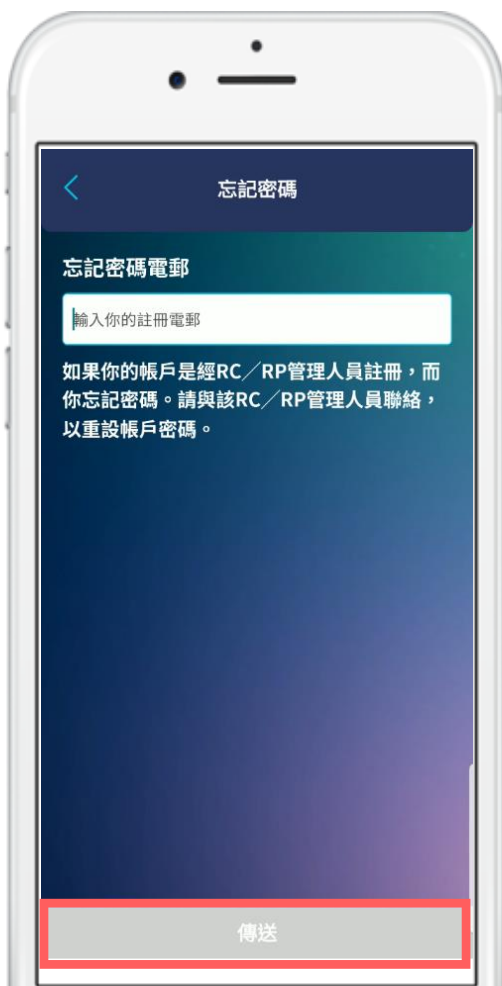 忘記密碼
忘記密碼電郵
輸入你的註冊電郵
如果你的帳戶是經RC／RP管理人員註冊，而
你忘記密碼。請與該RC／RP管理人員聯絡，
以重設帳戶密碼。
傳送